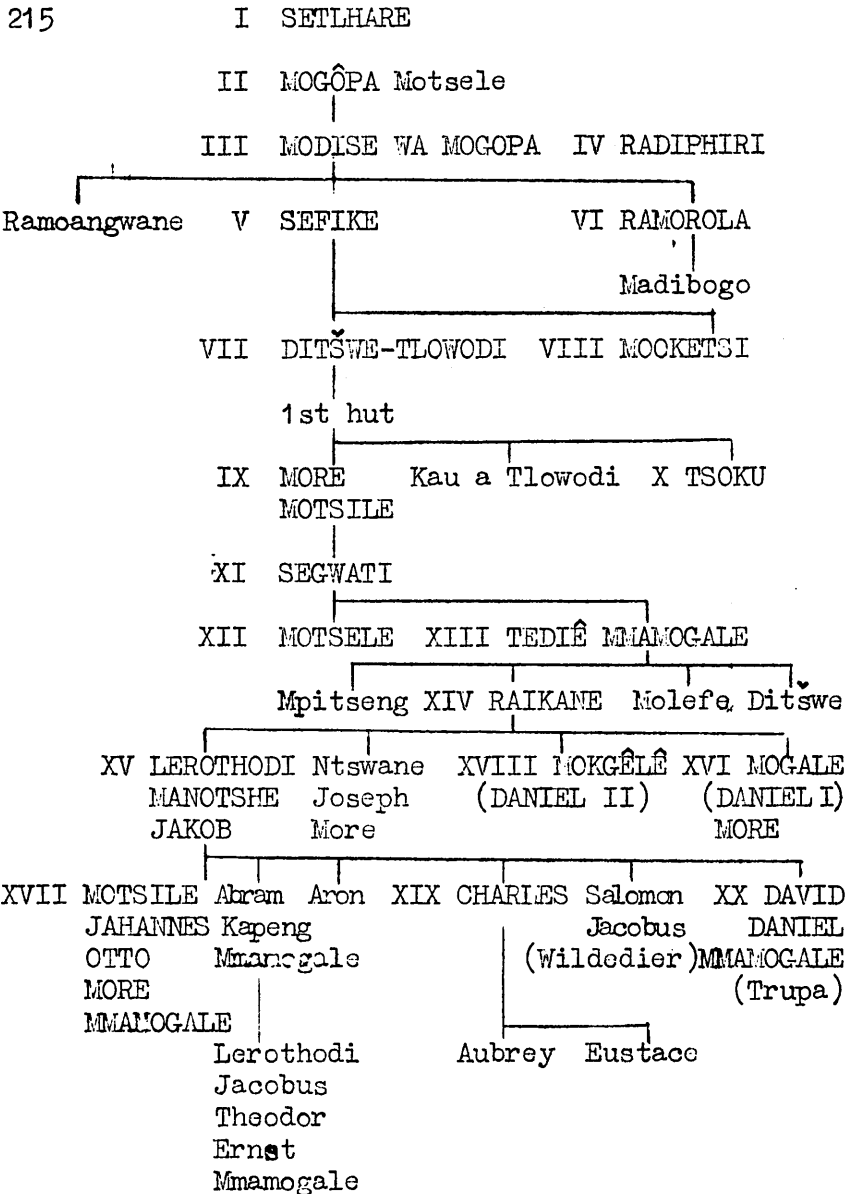 215 I SETLHARE
II MOGÔPA Motsele
III MODISE WA MOGOPA IV RADIPHIRI
Ramoangwane V SEFIKE VI RAMOROLA
Madibogo
VII DITŠWE-TLOWODI VIII MOOKETSI
1st hut
IX MORE Kau a Tlowodi X TSOKU
MOTSILE
XI SEGWATI
XII MOTSELE XIII TEDIÊ MMAMOGALE
Mpitseng XIV RAIKANE Molefe Ditšwe
XV LEROTHODI Ntswane XVIII MOKGÊLÊ XVI MOGALE
MANOTSHE Joseph (DANIEL II) (DANIEL I)
JAKOB More MORE
XVII MOTSILE Abram Aron XIX CHARLES Salomon XX DAVID
JAHANNES Kapeng Jacobus DANIEL
OTTO Mmamogale (Wildedier) MMAMOGALE
MORE (Trupa)
MMAMOGALE
Lerothodi Aubrey Eustace
Jacobus
Theodor
Ernst
Mmamogale